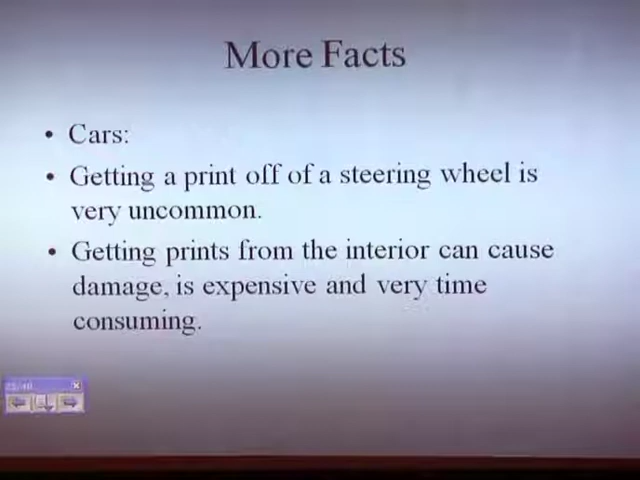 More Facts
• Cars:
• Getting a print off of a steering wheel is
very uncommon.
• Getting prints from the interior can cause
damage, is expensive and very time
consuming.